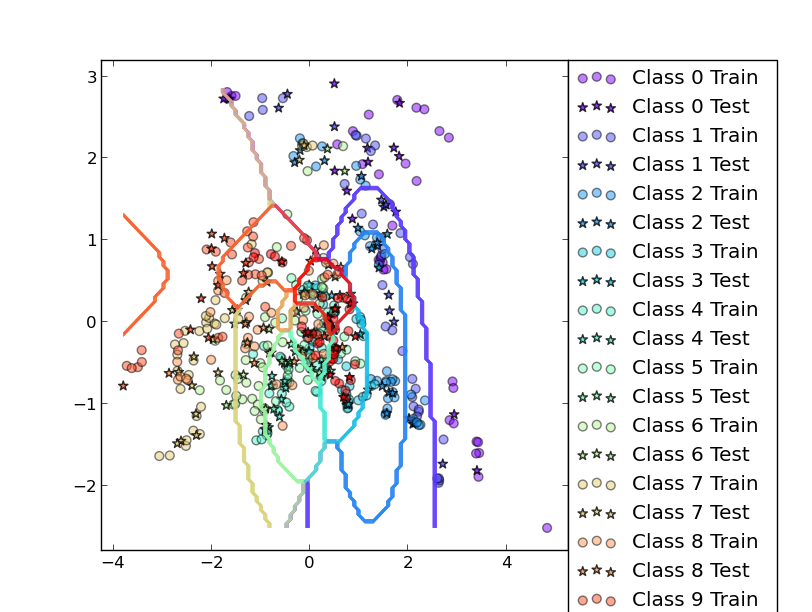 3
2
1
0
−1
−2
−4
−2
0
2
4
Class 0 Train
Class 0 Test
Class 1 Train
Class 1 Test
Class 2 Train
Class 2 Test
Class 3 Train
Class 3 Test
Class 4 Train
Class 4 Test
Class 5 Train
Class 5 Test
Class 6 Train
Class 6 Test
Class 7 Train
Class 7 Test
Class 8 Train
Class 8 Test
Class 9 Train